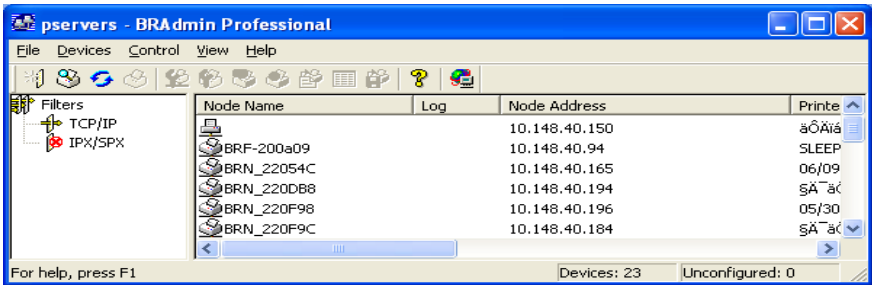 pservers - BRAdmin Professional
File Devices Control View Help
Filters
TCP/IP
IPX/SPX
Node Name Log Node Address Printe
10.148.40.150 äÔÄïá
BRF-200a09 10.148.40.94 SLEEP
BRN_22054C 10.148.40.165 06/09
BRN_220DB8 10.148.40.194 §Ä¯äÓ
BRN_220F98 10.148.40.196 05/30
BRN_220F9C 10.148.40.184 §Ä¯äÓ
For help, press F1 Devices: 23 Unconfigured: 0